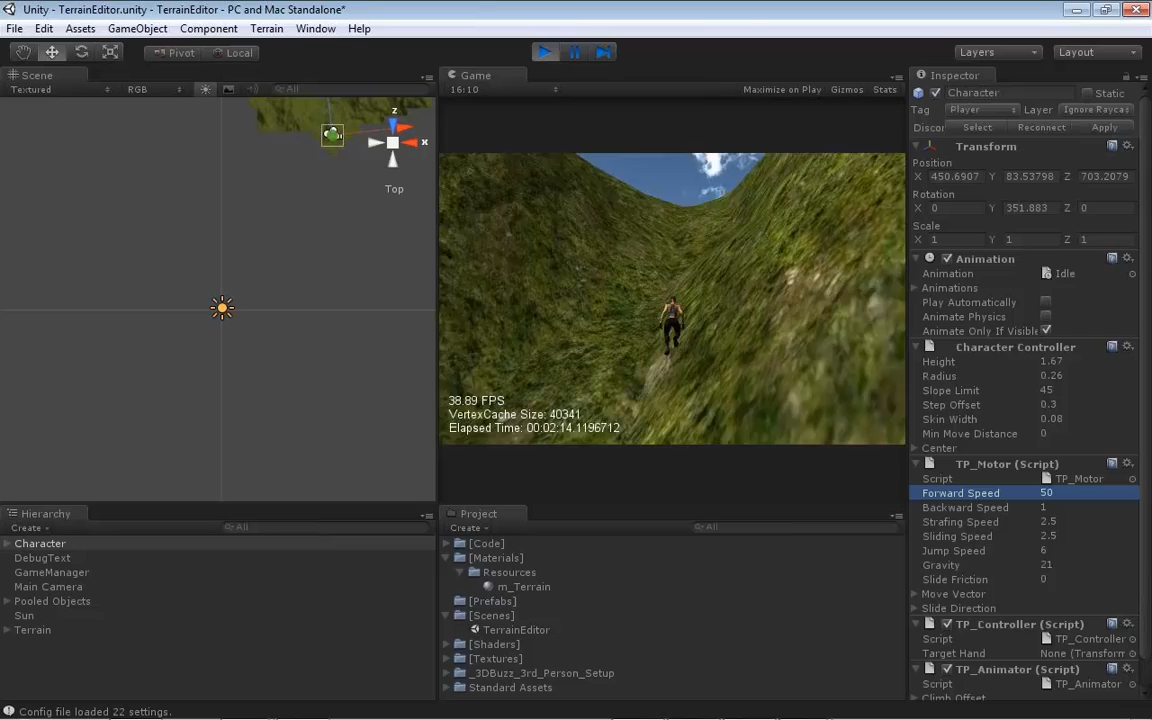 Unity - TerrainEditor.unity - TerrainEditor - PC and Mac Standalone*
File Edit Assets GameObject Component Terrain Window Help
Pivot Local Layers Layout
Scene Game Inspector
Textured RGB All 16:10 Maximize on Play Gizmos Stats
Character Static
Tag Player Layer Ignore Rayca
Discor Select Reconnect Apply
Transform
Position
X 450.6907 Y 83.53798 Z 703.2079
Rotation
X 0 Y 351.883 Z 0
Scale
X 1 Y 1 Z 1
z
x
Top
Animation
Animation Idle
Animations
Play Automatically
Animate Physics
Animate Only If Visible
Character Controller
Height 1.67
Radius 0.26
Slope Limit 45
Step Offset 0.3
Skin Width 0.08
Min Move Distance 0
Center
38.89 FPS
VertexCache Size: 40341
Elapsed Time: 00:02:14.1196712
TP_Motor (Script)
Script TP_Motor
Forward Speed 50
Backward Speed 1
Strafing Speed 2.5
Sliding Speed 2.5
Jump Speed 6
Gravity 21
Slide Friction 0
Move Vector
Slide Direction
TP_Controller (Script)
Script TP_Controller
Target Hand None (Transform
TP_Animator (Script)
Script TP_Animator
Climb Offset
Hierarchy
Create All
Character
DebugText
GameManager
Main Camera
Pooled Objects
Sun
Terrain
Project
Create All
[Code]
[Materials]
Resources
m_Terrain
[Prefabs]
[Scenes]
TerrainEditor
[Shaders]
[Textures]
_3DBuzz_3rd_Person_Setup
Standard Assets
Config file loaded 22 settings.